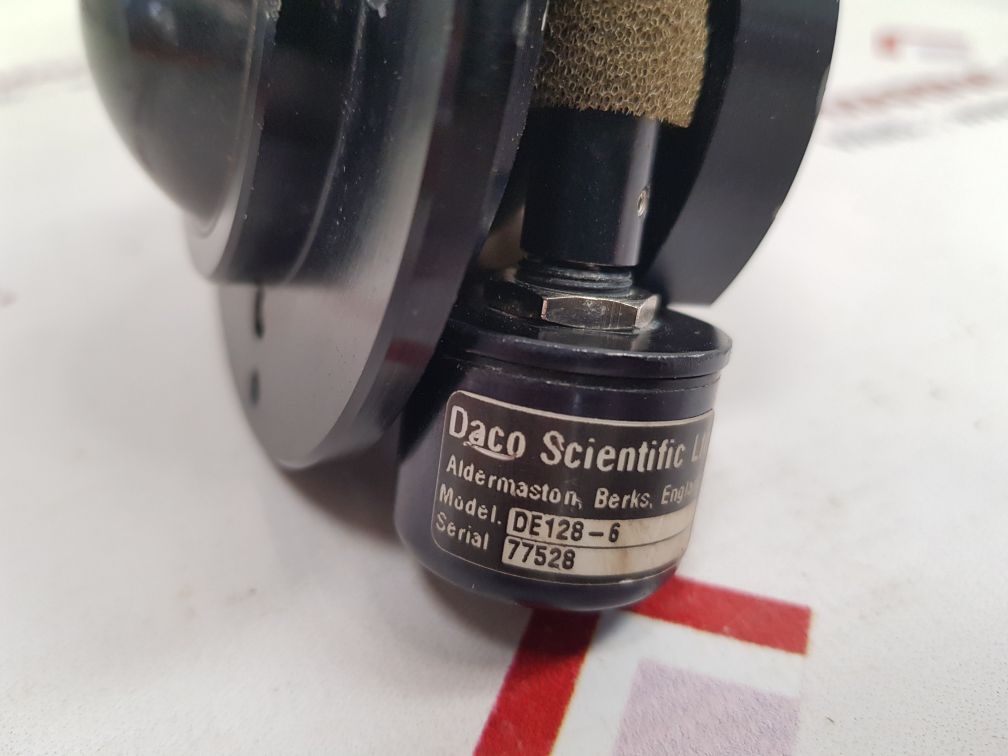 Daco Scientific
Aldermaston, Berks,
Model. DE128-6
Serial 77528